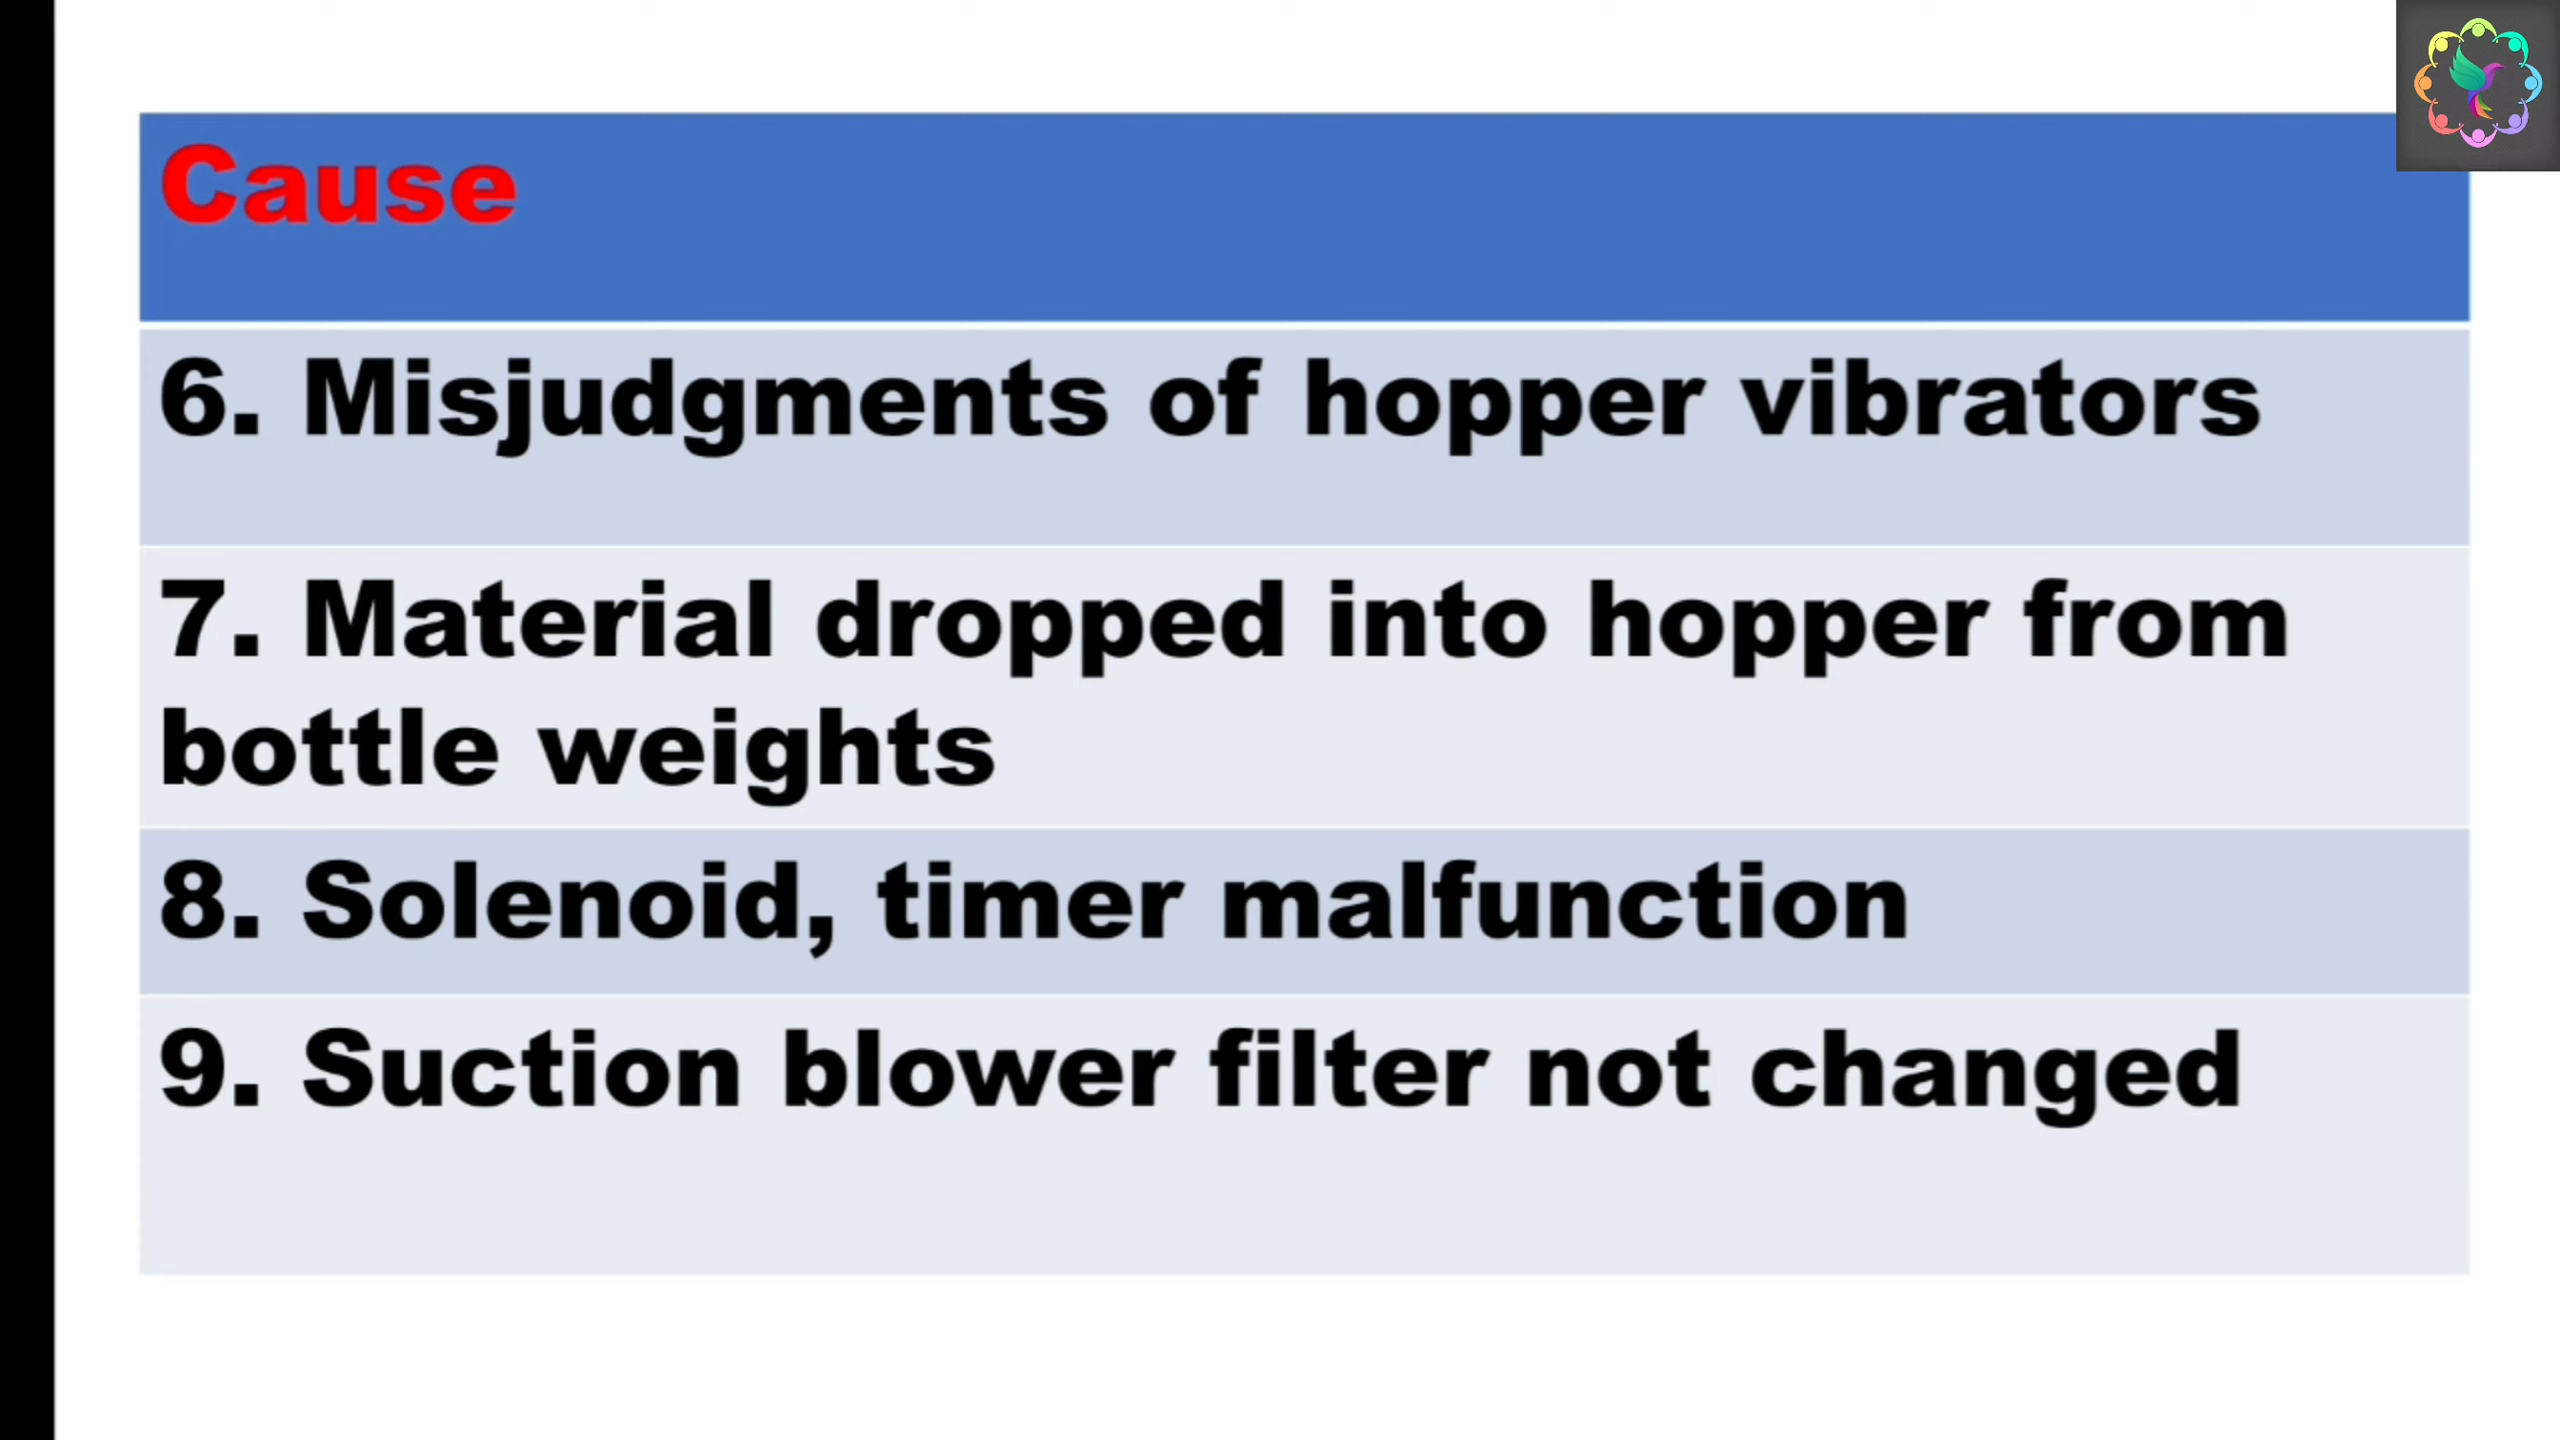 Cause
6. Misjudgments of hopper vibrators
7. Material dropped into hopper from
bottle weights
8. Solenoid, timer malfunction
9. Suction blower filter not changed